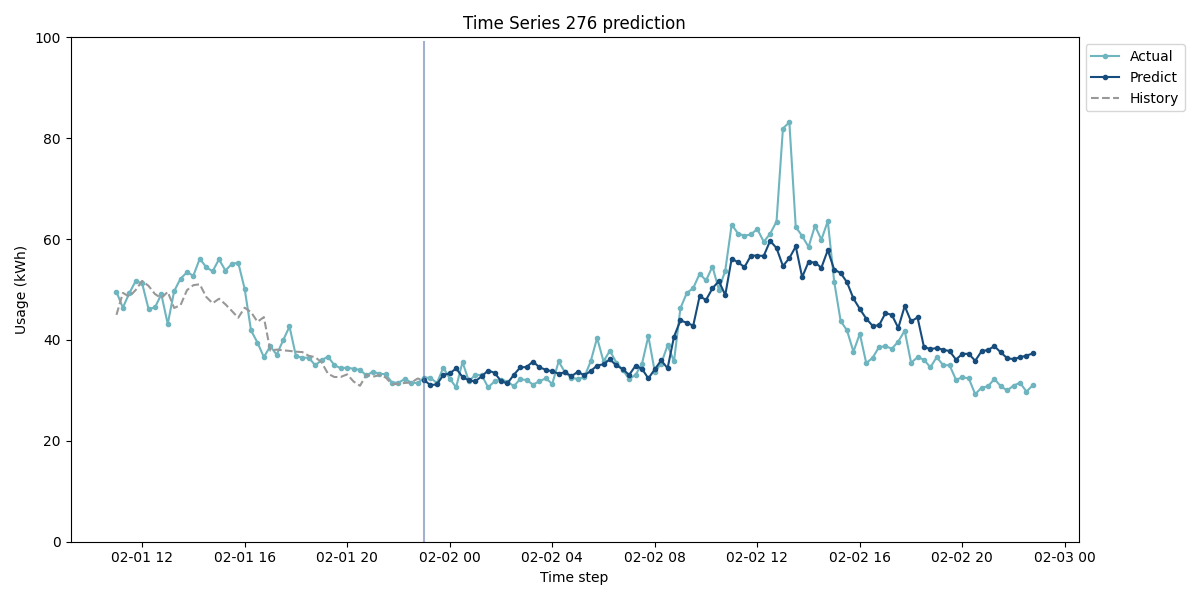 Time Series 276 prediction
100
80
60
40
20
0
Usage (kWh)
02-01 12 02-01 16 02-01 20 02-02 00 02-02 04 02-02 08 02-02 12 02-02 16 02-02 20 02-03 00
Time step
Actual
Predict
History